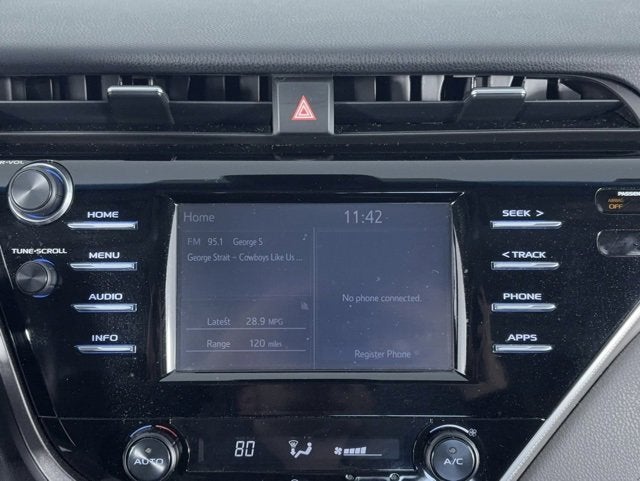 HOME
MENU
TUNE•SCROLL
AUDIO
INFO
Home 11:42
FM 95.1 George S
George Strait - Cowboys Like Us ...
Latest 28.9 MPG
Range 120 miles
No phone connected.
Register Phone
SEEK >
< TRACK
PHONE
APPS
AIRBAG
OFF
AUTO
80
A/C